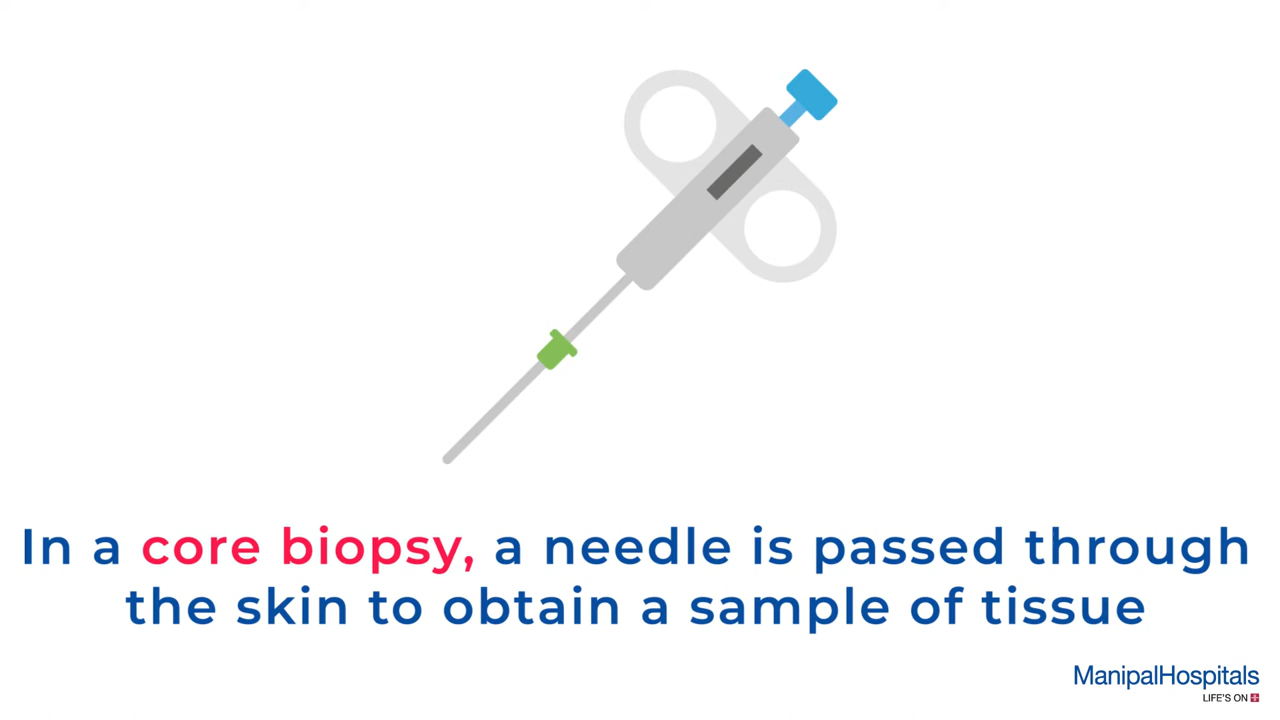 In a core biopsy, a needle is passed through
the skin to obtain a sample of tissue
ManipalHospitals
LIFE'S ON